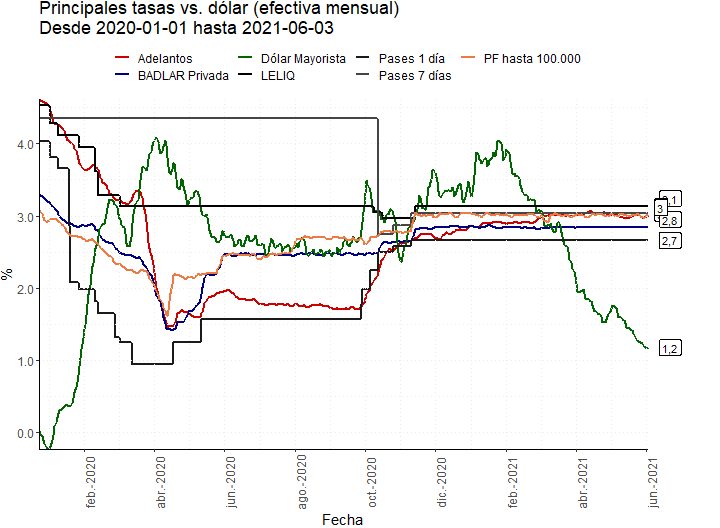 Principales tasas vs. dólar (efectiva mensual)
Desde 2020-01-01 hasta 2021-06-03
Adelantos Dólar Mayorista Pases 1 día PF hasta 100.000
BADLAR Privada LELIQ Pases 7 días
4.0
3.0
2.0
1.0
0.0
%
3
2,8
2,7
1,2
feb.-2020
abr.-2020
jun.-2020
ago.-2020
oct.-2020
dic.-2020
feb.-2021
abr.-2021
jun.-2021
Fecha